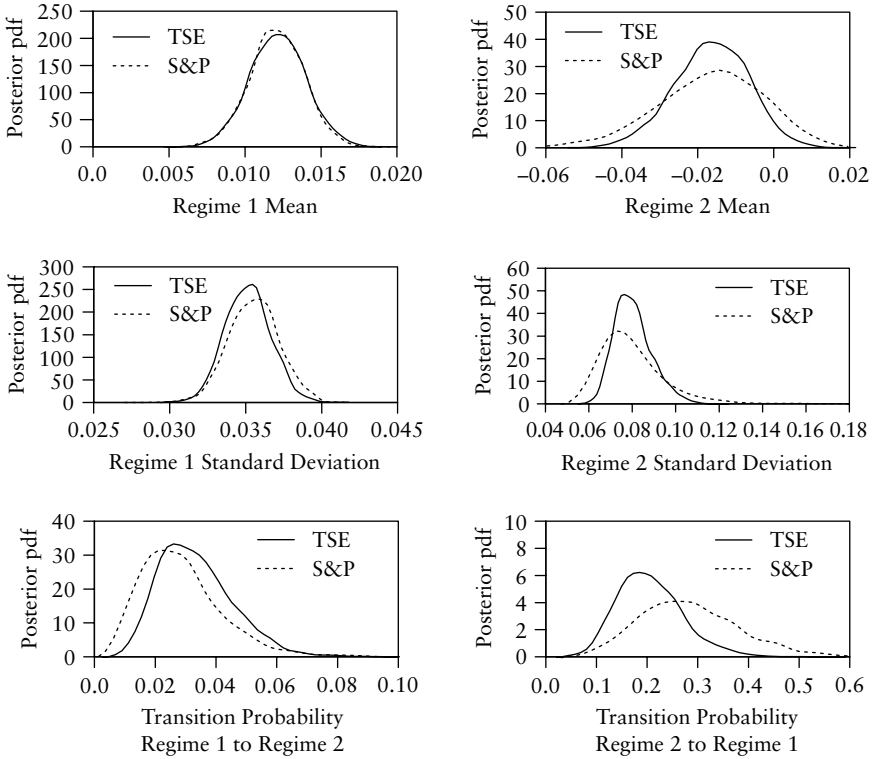 Posterior pdf
250
200
150
100
50
0
TSE
S&P
0.0 0.005 0.010 0.015 0.020
Regime 1 Mean
Posterior pdf
50
40
30
20
10
0
TSE
S&P
–0.06 –0.04 –0.02 0.0 0.02
Regime 2 Mean
Posterior pdf
300
250
200
150
100
50
0
TSE
S&P
0.025 0.030 0.035 0.040 0.045
Regime 1 Standard Deviation
Posterior pdf
60
50
40
30
20
10
0
TSE
S&P
0.04 0.06 0.08 0.10 0.12 0.14 0.16 0.18
Regime 2 Standard Deviation
Posterior pdf
40
30
20
10
0
TSE
S&P
0.0 0.02 0.04 0.06 0.08 0.10
Transition Probability
Regime 1 to Regime 2
Posterior pdf
10
8
6
4
2
0
TSE
S&P
0.0 0.1 0.2 0.3 0.4 0.5 0.6
Transition Probability
Regime 2 to Regime 1